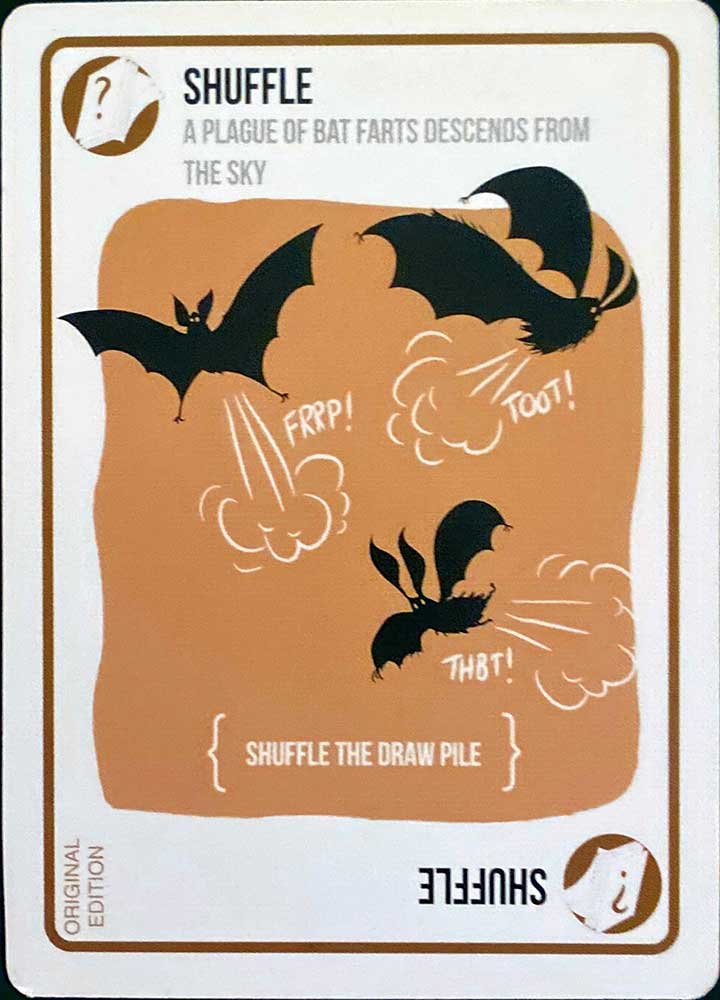 ?
SHUFFLE
A PLAGUE OF BAT FARTS DESCENDS FROM
THE SKY
FRRP!
TOOT!
THBT!
{ SHUFFLE THE DRAW PILE }
ORIGINAL
EDITION
SHUFFLE
?